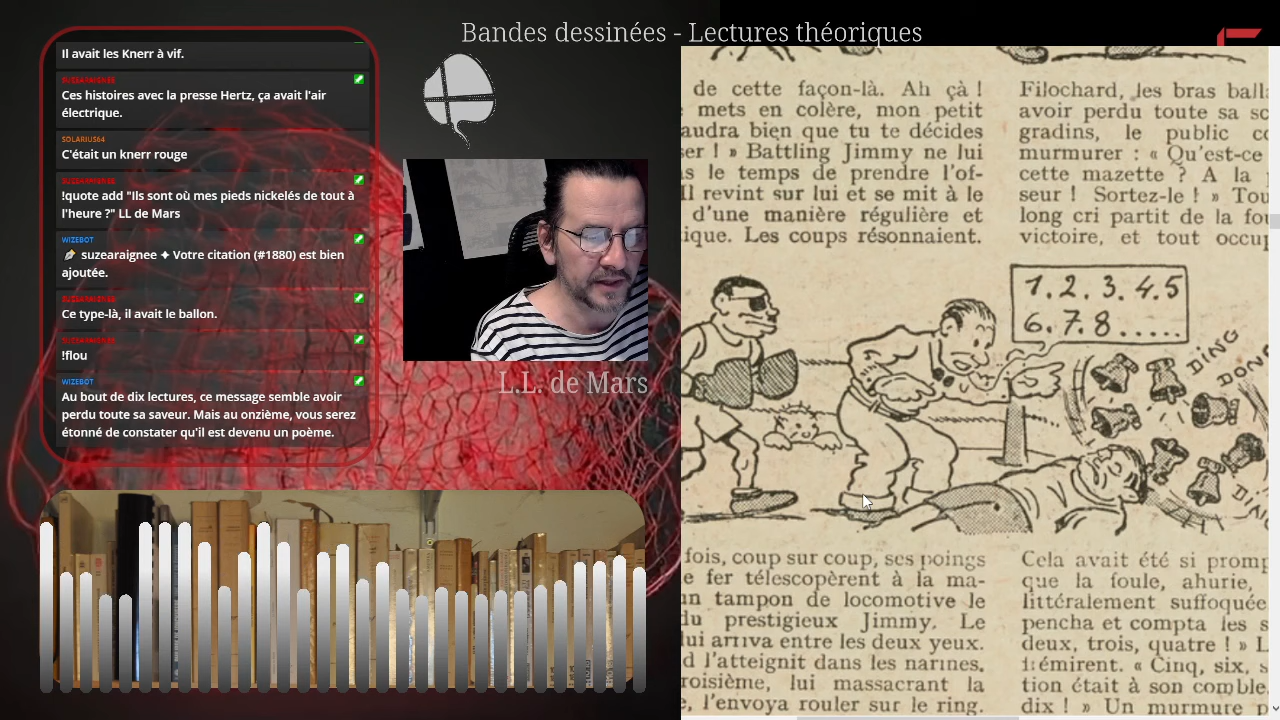 Bandes dessinées - Lectures théoriques
Il avait les Knerr à vif.
SUZEARAIGNEE
Ces histoires avec la presse Hertz, ça avait l'air
électrique.
SOLARIUS64
C'était un knerr rouge
SUZEARAIGNEE
!quote add "Ils sont où mes pieds nickelés de tout à
l'heure ?" LL de Mars
WIZEBOT
suzearaignee ✦ Votre citation (#1880) est bien
ajoutée.
SUZEARAIGNEE
Ce type-là, il avait le ballon.
SUZEARAIGNEE
!flou
WIZEBOT
Au bout de dix lectures, ce message semble avoir
perdu toute sa saveur. Mais au onzième, vous serez
étonné de constater qu'il est devenu un poème.
L.L. de Mars
de cette façon-là. Ah çà !
mets en colère, mon petit
audra bien que tu te décides
ser ! » Battling Jimmy ne lui
s le temps de prendre l'of-
Il revint sur lui et se mit à le
d'une manière régulière et
ique. Les coups résonnaient.
Filochard, les bras ball
avoir perdu toute sa sc
gradins, le public co
murmurer : « Qu'est-ce
cette mazette ? A la
seur ! Sortez-le ! » Tou
long cri partit de la fou
victoire, et tout occup
1.2.3.4.5
6.7.8.....
DING
DONG
DING
fois, coup sur coup, ses poings
e fer télescopèrent à la ma-
un tampon de locomotive le
du prestigieux Jimmy. Le
lui arriva entre les deux yeux.
d l'atteignit dans les narines.
roisième, lui massacrant la
e, l'envoya rouler sur le ring.
Cela avait été si promp
que la foule, ahurie,
littéralement suffoquée
pencha et compta les s
deux, trois, quatre ! » L
frémirent. « Cinq, six, s
tion était à son comble.
dix ! » Un murmure p